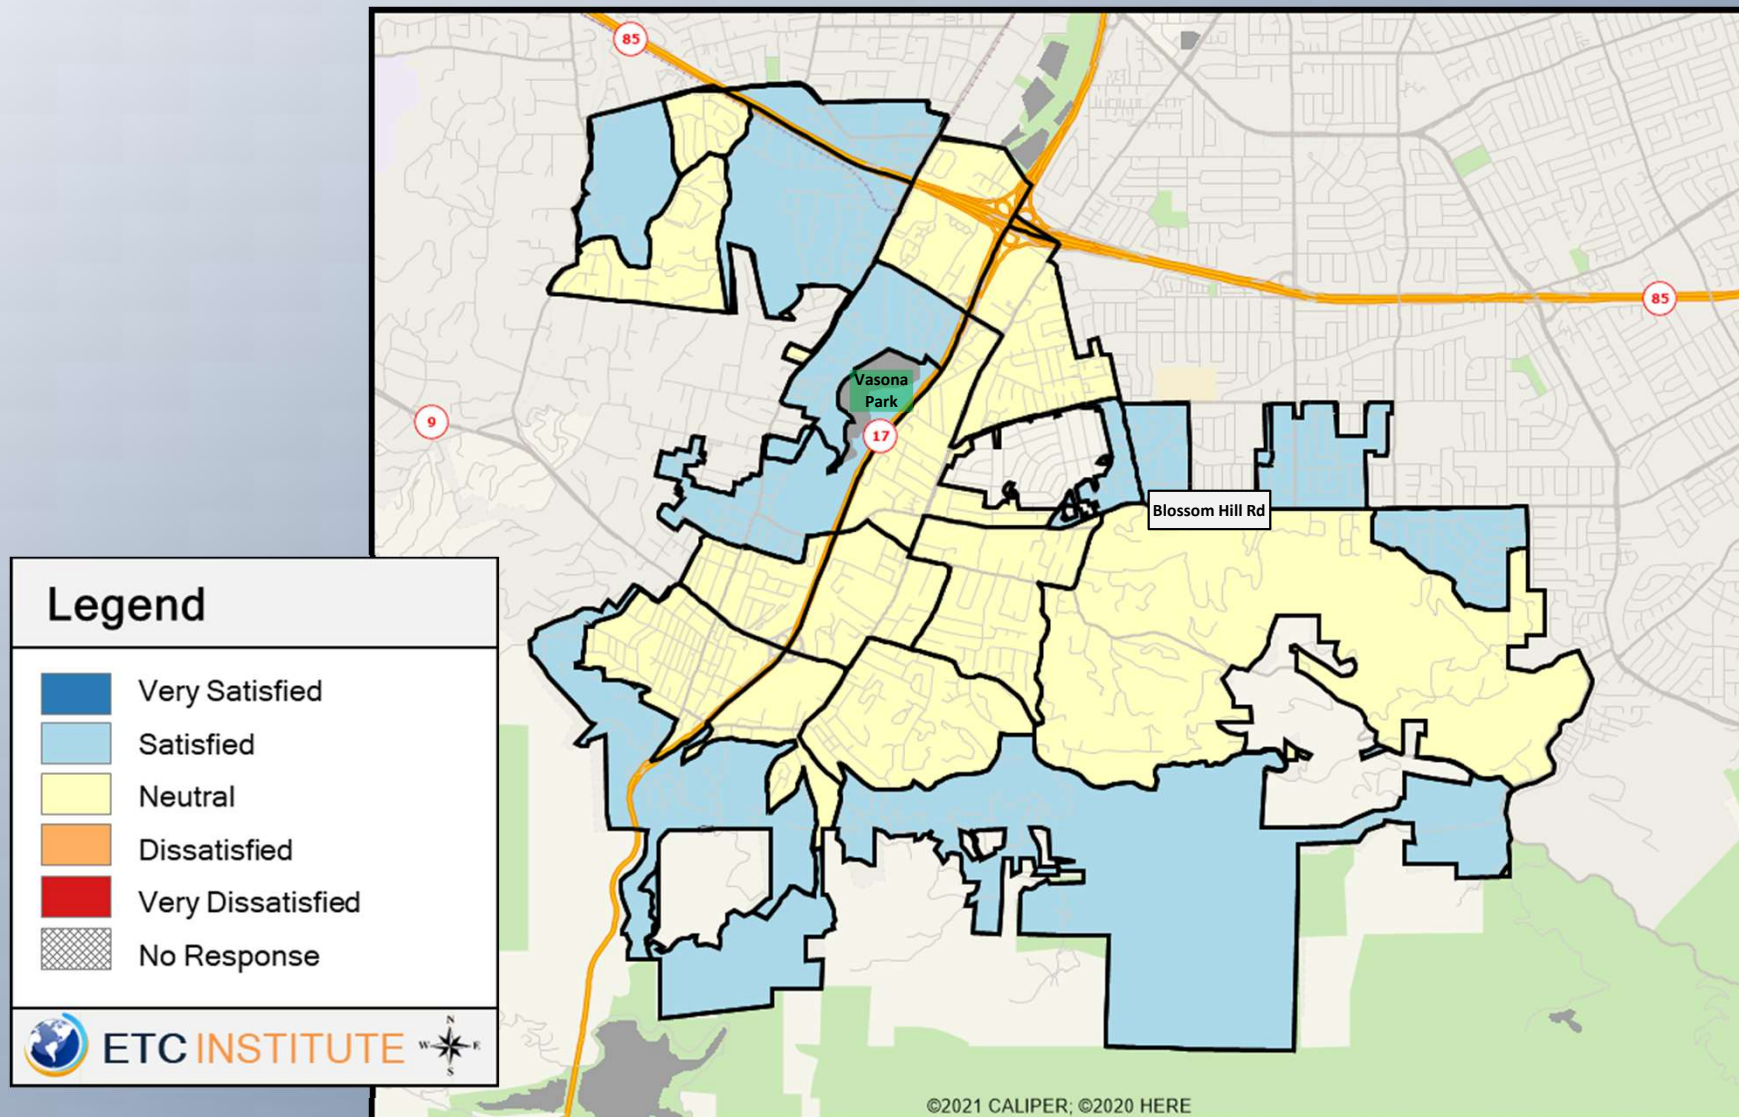 85
85
9
Vasona
Park
17
Blossom Hill Rd
Legend
Very Satisfied
Satisfied
Neutral
Dissatisfied
Very Dissatisfied
No Response
ETC INSTITUTE
N
W E
S
©2021 CALIPER; ©2020 HERE